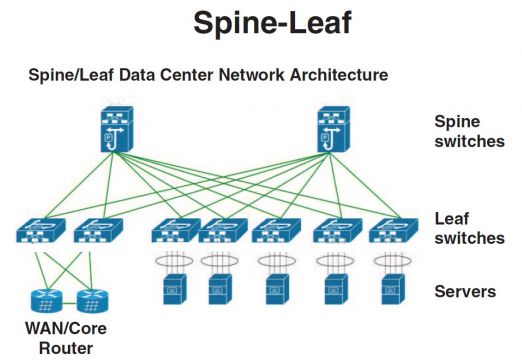 Spine-Leaf
Spine/Leaf Data Center Network Architecture
Spine
switches
Leaf
switches
Servers
WAN/Core
Router